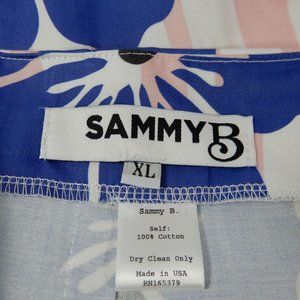 SAMMY B
XL
Sammy B.
Self:
100% Cotton
Dry Clean Only
Made in USA
RN165379